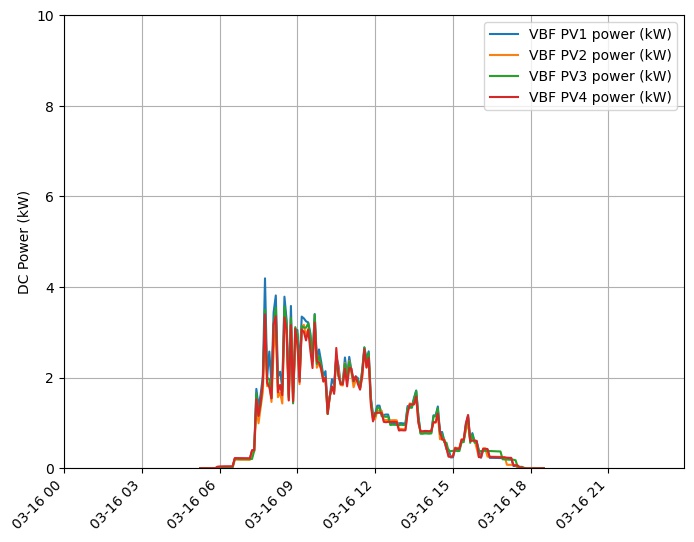 10
8
6
4
2
0
DC Power (kW)
VBF PV1 power (kW)
VBF PV2 power (kW)
VBF PV3 power (kW)
VBF PV4 power (kW)
03-16 00
03-16 03
03-16 06
03-16 09
03-16 12
03-16 15
03-16 18
03-16 21